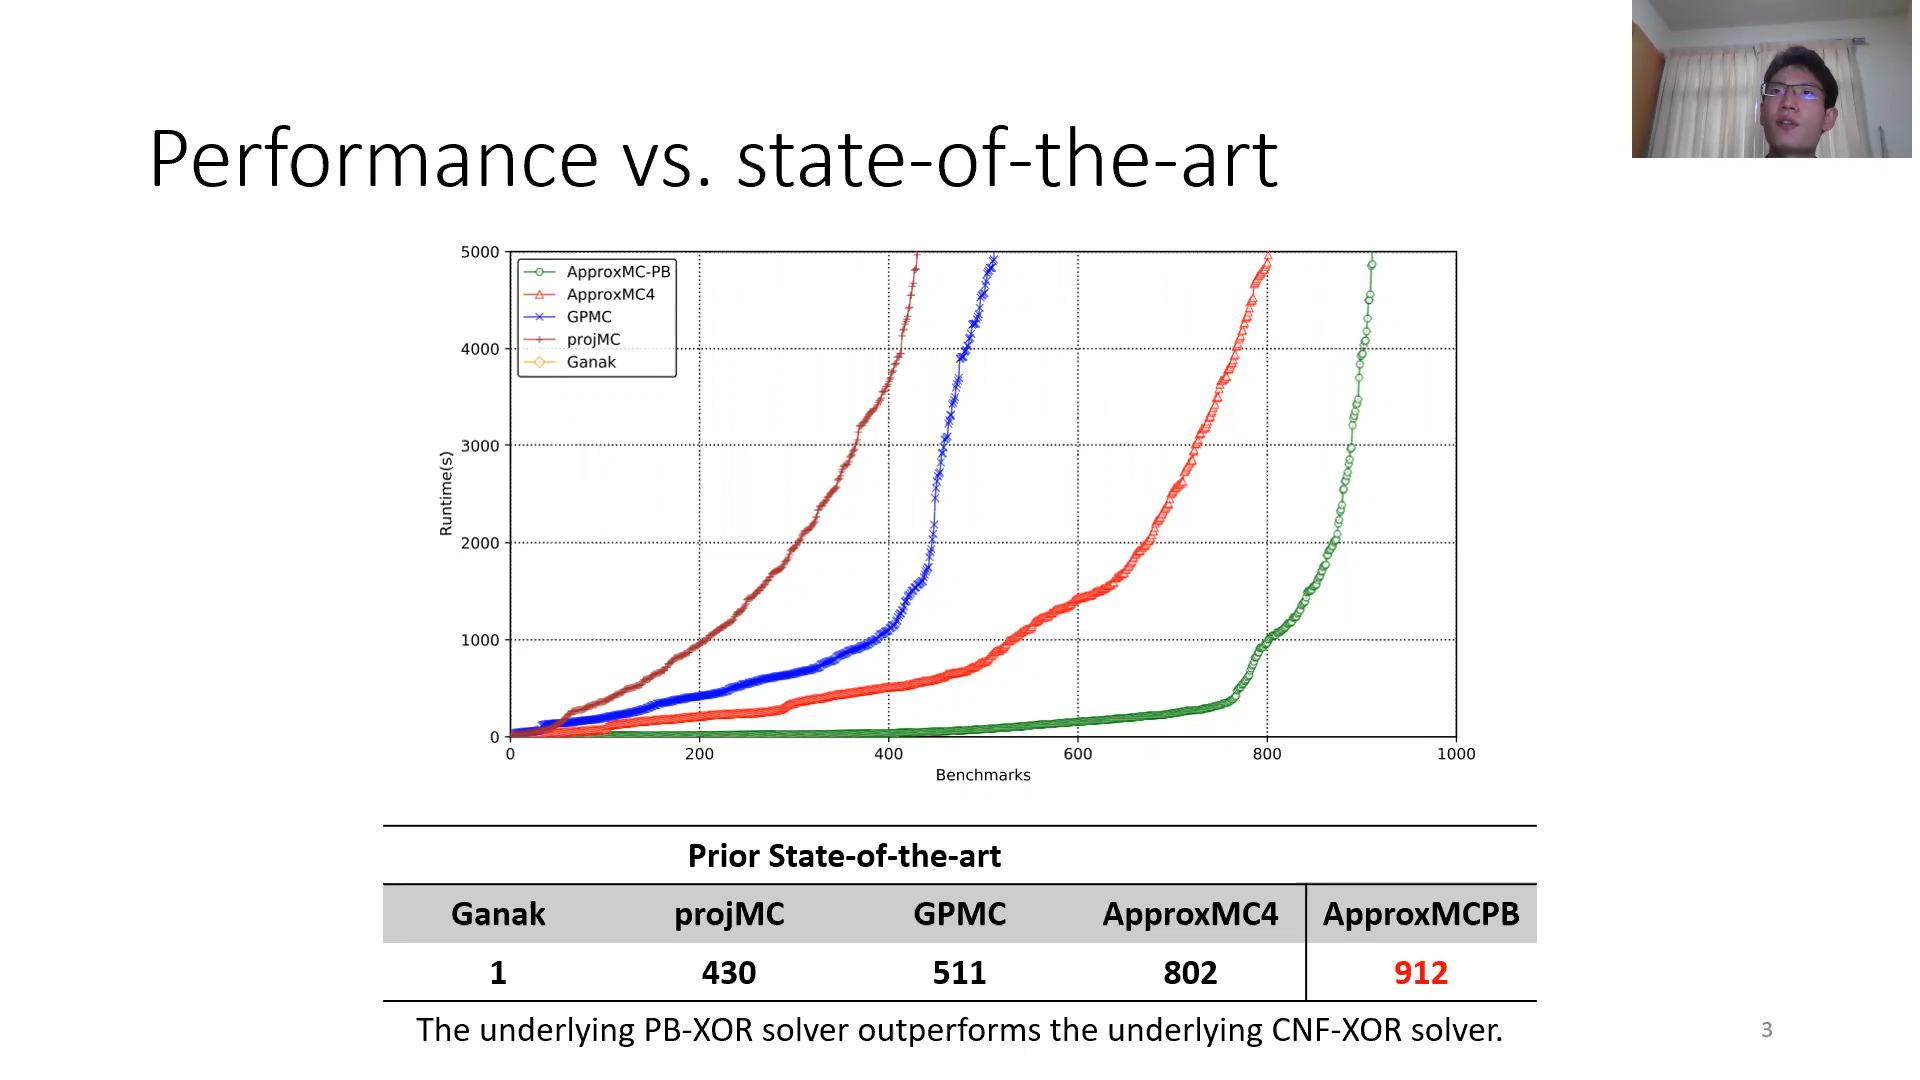 Performance vs. state-of-the-art
5000
4000
3000
2000
1000
0
Runtime(s)
ApproxMC-PB
ApproxMC4
GPMC
projMC
Ganak
0 200 400 600 800 1000
Benchmarks
Prior State-of-the-art
Ganak projMC GPMC ApproxMC4 ApproxMCPB
1 430 511 802 912
The underlying PB-XOR solver outperforms the underlying CNF-XOR solver.
3